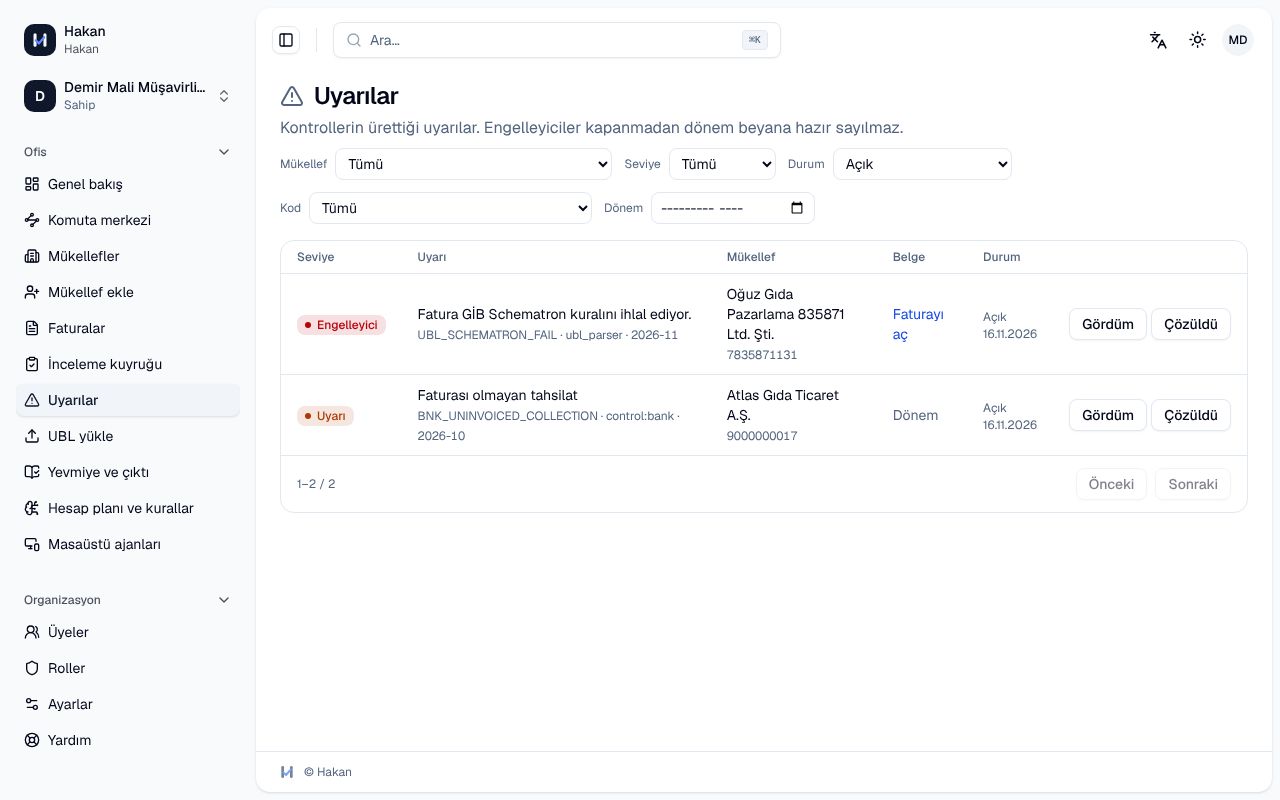 Hakan
Hakan
Demir Mali Müşavirli...
D
Sahip
Ofis
Genel bakış
Komuta merkezi
Mükellefler
Mükellef ekle
Faturalar
İnceleme kuyruğu
Uyarılar
UBL yükle
Yevmiye ve çıktı
Hesap planı ve kurallar
Masaüstü ajanları
Organizasyon
Üyeler
Roller
Ayarlar
Yardım
Ara...
⌘K
MD
Uyarılar
Kontrollerin ürettiği uyarılar. Engelleyiciler kapanmadan dönem beyana hazır sayılmaz.
Mükellef Tümü Seviye Tümü Durum Açık
Kod Tümü Dönem --------- ----
Seviye Uyarı Mükellef Belge Durum
Engelleyici
Fatura GİB Schematron kuralını ihlal ediyor.
UBL_SCHEMATRON_FAIL · ubl_parser · 2026-11
Oğuz Gıda
Pazarlama 835871
Ltd. Şti.
7835871131
Faturayı
aç
Açık
16.11.2026
Gördüm Çözüldü
Uyarı
Faturası olmayan tahsilat
BNK_UNINVOICED_COLLECTION · control:bank ·
2026-10
Atlas Gıda Ticaret
A.Ş.
9000000017
Dönem
Açık
16.11.2026
Gördüm Çözüldü
1–2 / 2
Önceki Sonraki
© Hakan